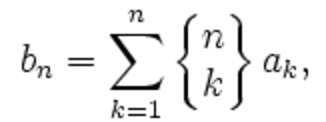 $b_n = \sum_{k=1}^{n} \left\{ {n \atop k} \right\} a_k,$